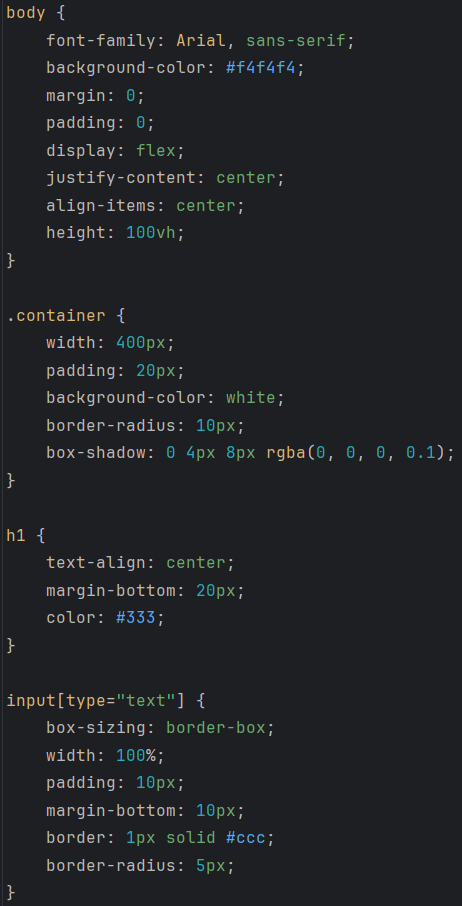 body {
    font-family: Arial, sans-serif;
    background-color: #f4f4f4;
    margin: 0;
    padding: 0;
    display: flex;
    justify-content: center;
    align-items: center;
    height: 100vh;
}

.container {
    width: 400px;
    padding: 20px;
    background-color: white;
    border-radius: 10px;
    box-shadow: 0 4px 8px rgba(0, 0, 0, 0.1);
}

h1 {
    text-align: center;
    margin-bottom: 20px;
    color: #333;
}

input[type="text"] {
    box-sizing: border-box;
    width: 100%;
    padding: 10px;
    margin-bottom: 10px;
    border: 1px solid #ccc;
    border-radius: 5px;
}